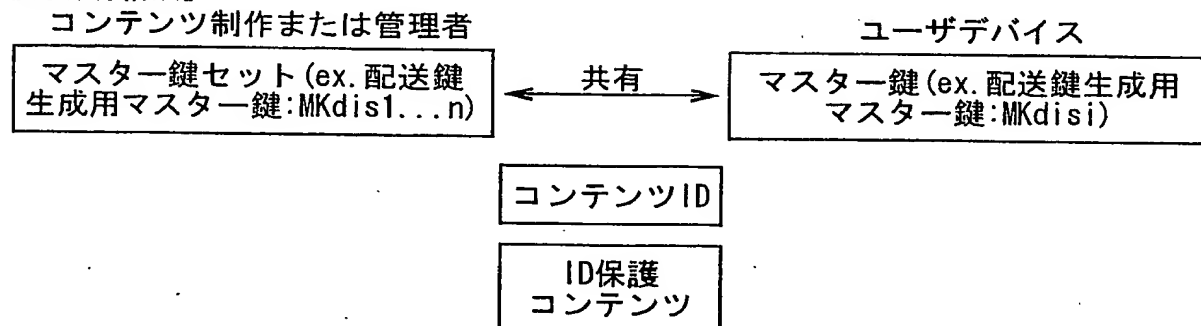 コンテンツ制作または管理者
ユーザデバイス
マスター鍵セット(ex.配送鍵
生成用マスター鍵:MKdis1...n)
共有
マスター鍵(ex.配送鍵生成用
マスター鍵:MKdisi)
コンテンツID
ID保護
コンテンツ